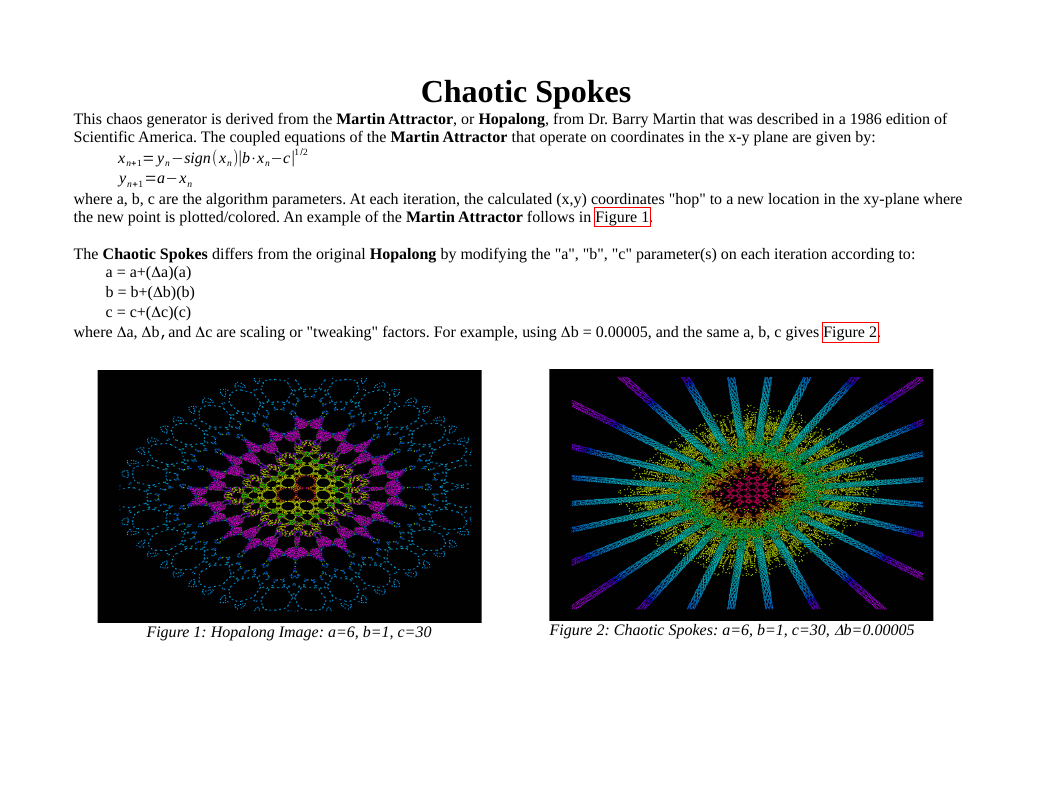 Chaotic Spokes
This chaos generator is derived from the Martin Attractor, or Hopalong, from Dr. Barry Martin that was described in a 1986 edition of
Scientific America. The coupled equations of the Martin Attractor that operate on coordinates in the x-y plane are given by:
x_{n+1}=y_n−sign(x_n)|b·x_n−c|^{1/2}
y_{n+1}=a−x_n
where a, b, c are the algorithm parameters. At each iteration, the calculated (x,y) coordinates "hop" to a new location in the xy-plane where
the new point is plotted/colored. An example of the Martin Attractor follows in Figure 1.
The Chaotic Spokes differs from the original Hopalong by modifying the "a", "b", "c" parameter(s) on each iteration according to:
a = a+(Δa)(a)
b = b+(Δb)(b)
c = c+(Δc)(c)
where Δa, Δb, and Δc are scaling or "tweaking" factors. For example, using Δb = 0.00005, and the same a, b, c gives Figure 2.
Figure 1: Hopalong Image: a=6, b=1, c=30
Figure 2: Chaotic Spokes: a=6, b=1, c=30, Δb=0.00005